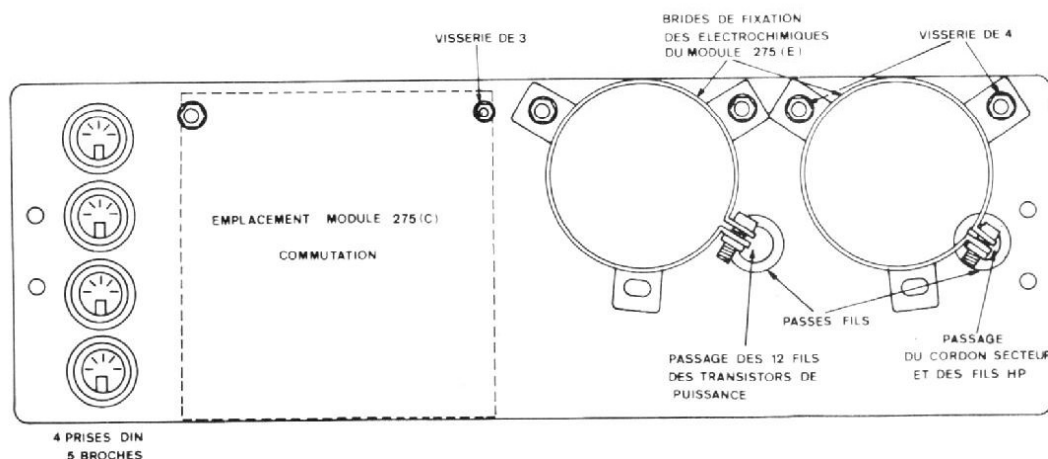 BRIDES DE FIXATION
DES ELECTROCHIMIQUES
DU MODULE 275 (E)
VISSERIE DE 3
VISSERIE DE 4
EMPLACEMENT MODULE 275 (C)
COMMUTATION
PASSES FILS
PASSAGE DES 12 FILS
DES TRANSISTORS DE
PUISSANCE
PASSAGE
DU CORDON SECTEUR
ET DES FILS HP
4 PRISES DIN
5 BROCHES